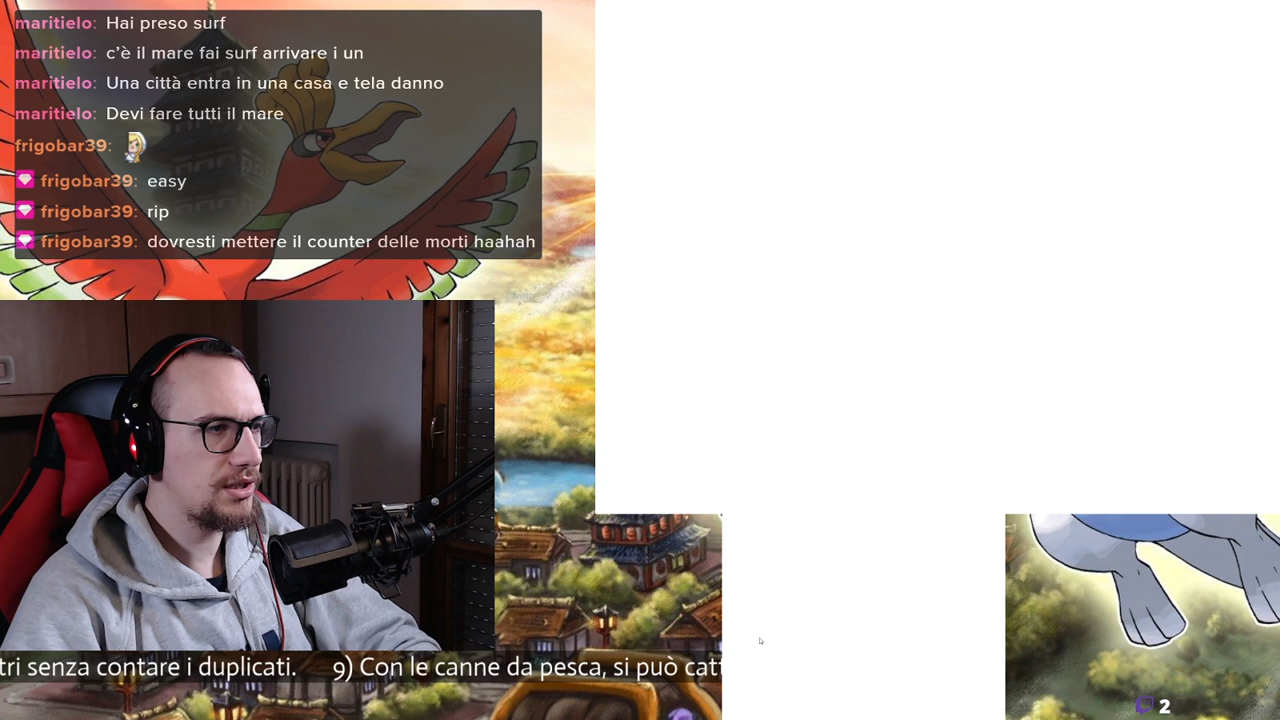 maritielo: Hai preso surf
maritielo: c'è il mare fai surf arrivare i un
maritielo: Una città entra in una casa e tela danno
maritielo: Devi fare tutti il mare
frigobar39:
frigobar39: easy
frigobar39: rip
frigobar39: dovresti mettere il counter delle morti haahah
tri senza contare i duplicati. 9) Con le canne da pesca, si può catt
2